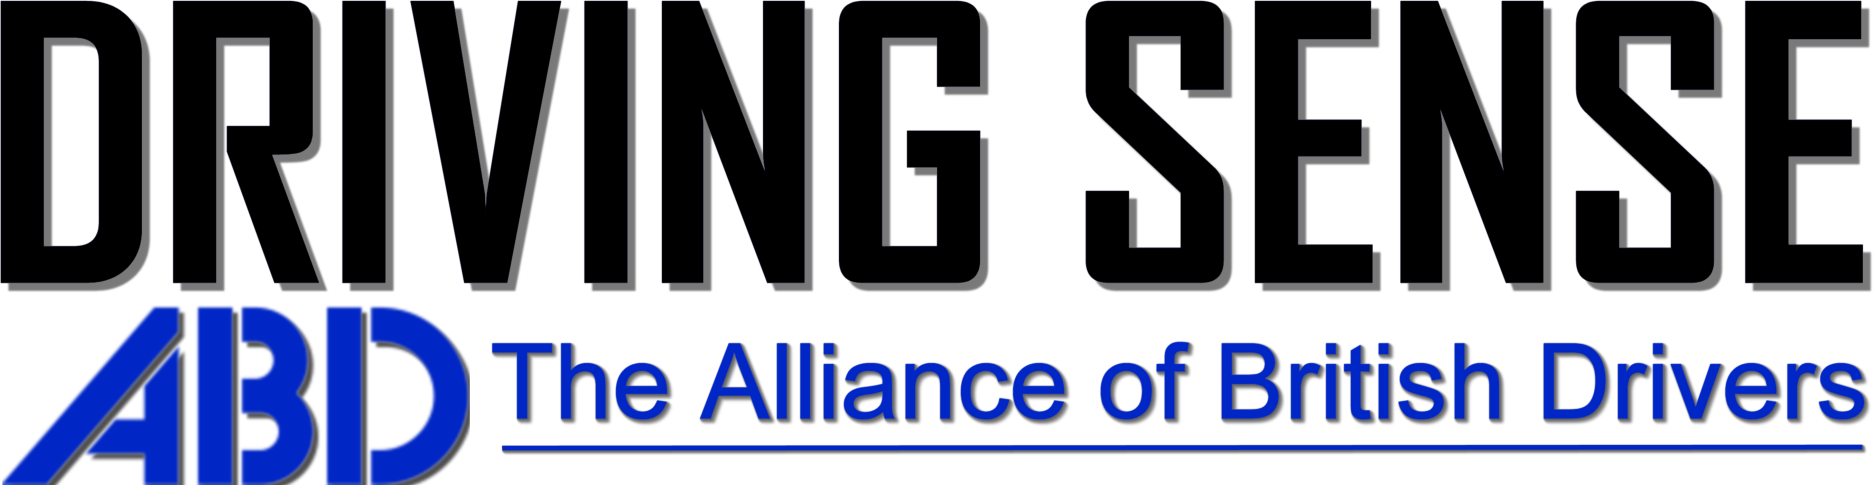 DRIVING SENSE
ABD The Alliance of British Drivers